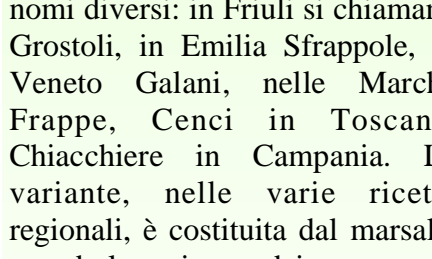 nomi diversi: in Friuli si chiaman
Grostoli, in Emilia Sfrappole,
Veneto Galani, nelle March
Frappe, Cenci in Toscan
Chiacchiere in Campania. L
variante, nelle varie ricet
regionali, è costituita dal marsal